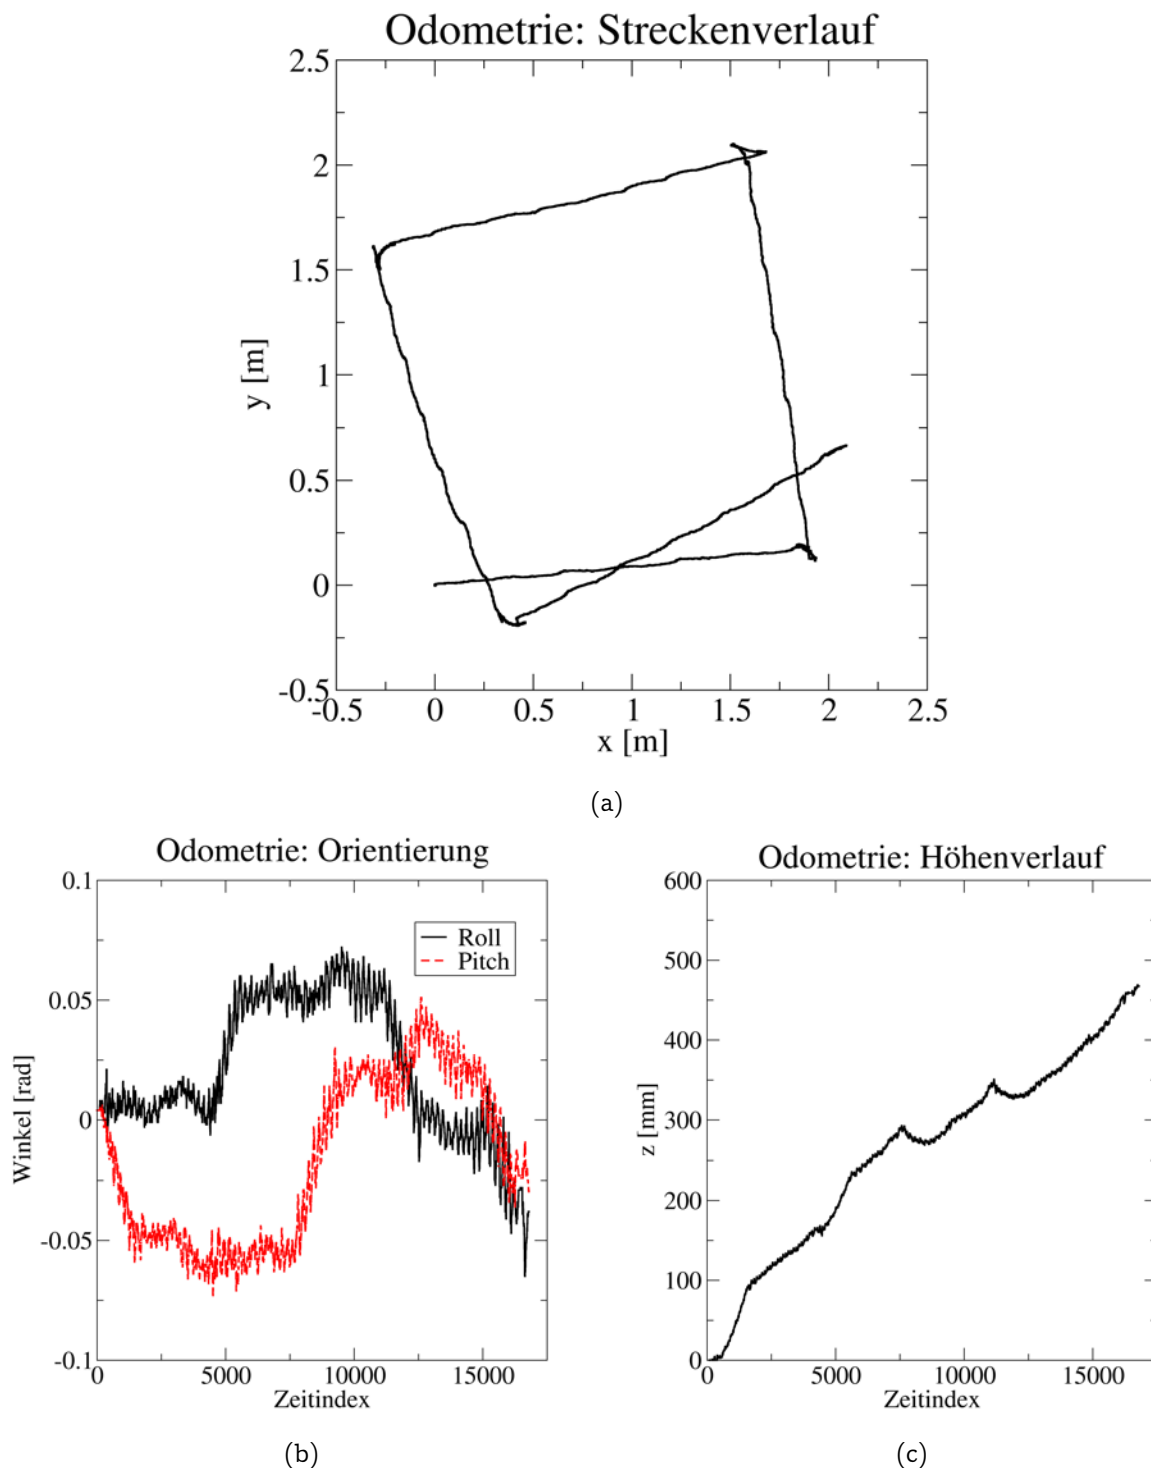 Odometrie: Streckenverlauf
2.5
2
1.5
1
0.5
0
-0.5
y [m]
-0.5 0 0.5 1 1.5 2 2.5
x [m]
(a)
Odometrie: Orientierung
0.1
0.05
0
-0.05
-0.1
Winkel [rad]
Roll
Pitch
0 5000 10000 15000
Zeitindex
(b)
Odometrie: Höhenverlauf
600
500
400
300
200
100
0
z [mm]
0 5000 10000 15000
Zeitindex
(c)